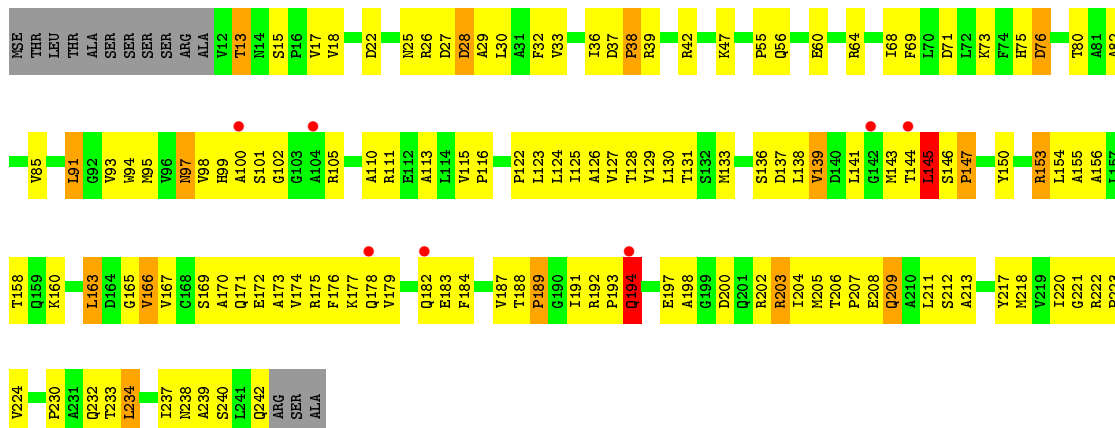 MSE THR LEU THR ALA SER SER SER SER ARG ALA V12 T13 N14 S15 P16 V17 V18 D22 N25 R26 D27 D28 A29 L30 A31 F32 V33 I36 D37 P38 R39 R42 K47 P55 Q56 E60 R64 I68 F69 L70 D71 L72 K73 F74 H75 D76 T80 A81
V85 L91 G92 V93 W94 M95 V96 N97 V98 H99 A100 S101 G102 G103 A104 R105 A110 R111 E112 A113 L114 V115 P116 P122 L123 L124 I125 A126 V127 T128 V129 L130 T131 S132 M133 S136 D137 L138 V139 D140 L141 G142 M143 T144 L145 S146 P147 Y150 R153 L154 A155 A156 L157
T158 Q159 K160 L163 D164 G165 V166 V167 C168 S169 A170 Q171 E172 A173 V174 R175 F176 K177 Q178 V179 Q182 E183 F184 V187 T188 P189 G190 I191 R192 P193 Q194 E197 A198 G199 D200 Q201 R202 R203 I204 M205 T206 P207 E208 Q209 A210 L211 S212 A213 Y217 M218 V219 I220 G221 R222
V224 P230 A231 Q232 T233 L234 I237 N238 A239 S240 L241 Q242 ARG SER ALA